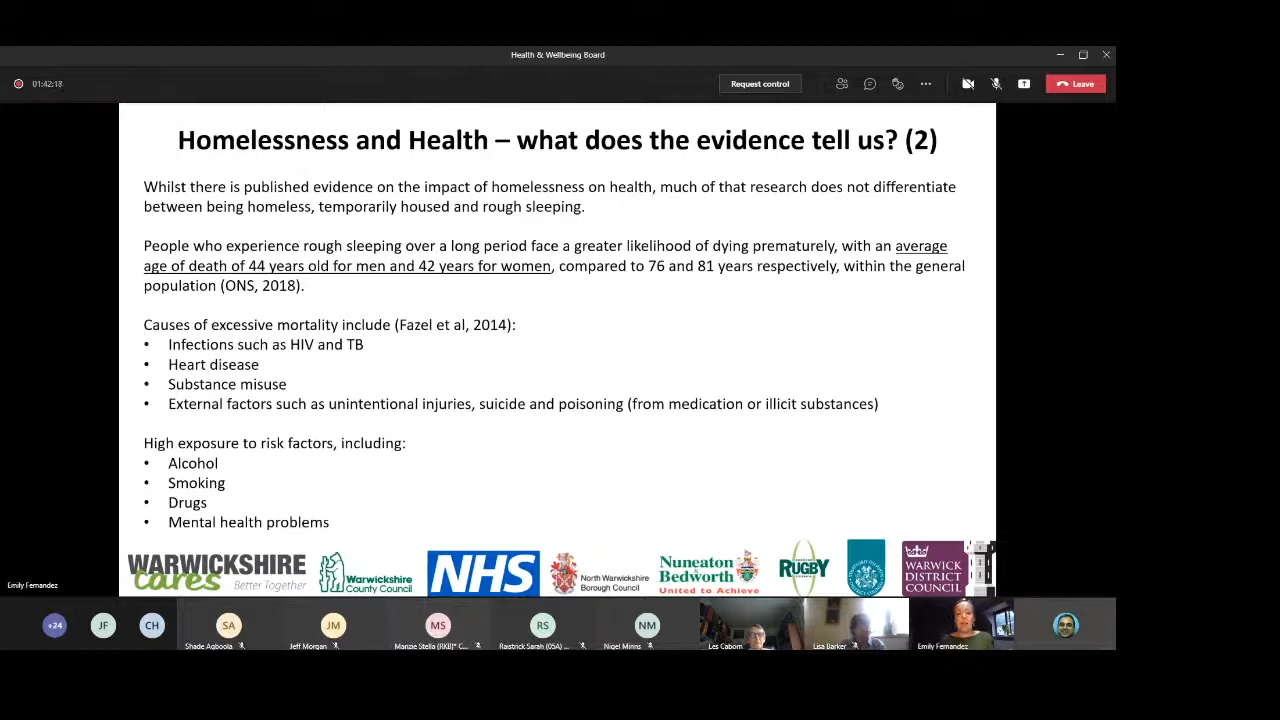 Health & Wellbeing Board
01:42:18
Request control
Leave
Homelessness and Health – what does the evidence tell us? (2)
Whilst there is published evidence on the impact of homelessness on health, much of that research does not differentiate
between being homeless, temporarily housed and rough sleeping.
People who experience rough sleeping over a long period face a greater likelihood of dying prematurely, with an average
age of death of 44 years old for men and 42 years for women, compared to 76 and 81 years respectively, within the general
population (ONS, 2018).
Causes of excessive mortality include (Fazel et al, 2014):
• Infections such as HIV and TB
• Heart disease
• Substance misuse
• External factors such as unintentional injuries, suicide and poisoning (from medication or illicit substances)
High exposure to risk factors, including:
• Alcohol
• Smoking
• Drugs
• Mental health problems
WARWICKSHIRE
cares Better Together
Warwickshire
County Council
NHS
North Warwickshire
Borough Council
Nuneaton &
Bedworth
United to Achieve
RUGBY
WARWICK
DISTRICT
COUNCIL
Emily Fernandez
+24
JF
CH
SA
JM
MS
RS
NM
Shade Agboola
Jeff Morgan
Manzie Stella (RKB)* C...
Raistrick Sarah (05A) ...
Nigel Minns
Les Caborn
Lisa Barker
Emily Fernandez